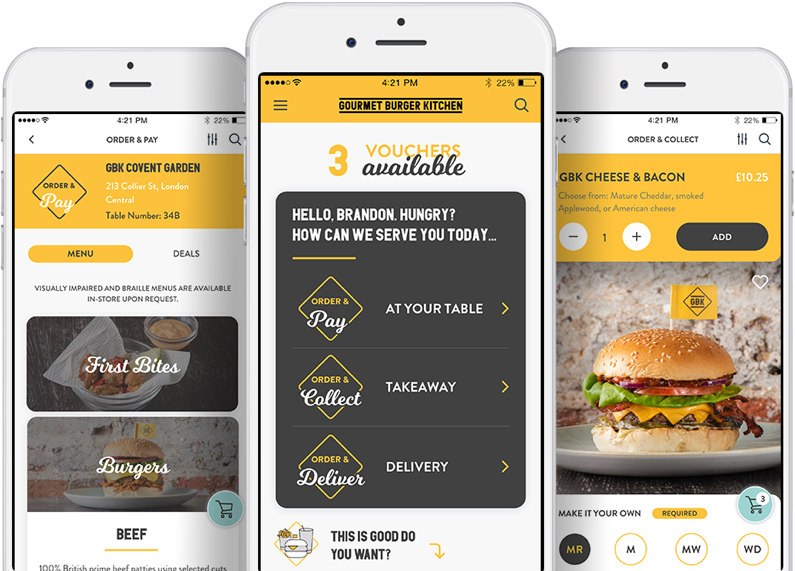 4:21 PM
22%
ORDER & PAY
ORDER &
Pay
GBK COVENT GARDEN
213 Collier St, London
Central
Table Number: 34B
MENU
DEALS
VISUALLY IMPAIRED AND BRAILLE MENUS ARE AVAILABLE
IN-STORE UPON REQUEST.
First Bites
Burgers
BEEF
100% British prime beef patties using selected cuts
4:21 PM
22%
GOURMET BURGER KITCHEN
3 VOUCHERS
available
HELLO, BRANDON. HUNGRY?
HOW CAN WE SERVE YOU TODAY...
ORDER &
Pay
AT YOUR TABLE
ORDER &
Collect
TAKEAWAY
ORDER &
Deliver
DELIVERY
THIS IS GOOD DO
YOU WANT?
4:21 PM
22%
ORDER & COLLECT
GBK CHEESE & BACON £10.25
Choose from: Mature Cheddar, smoked
Applewood, or American cheese
1
ADD
GBK
3
MAKE IT YOUR OWN REQUIRED
MR M MW WD